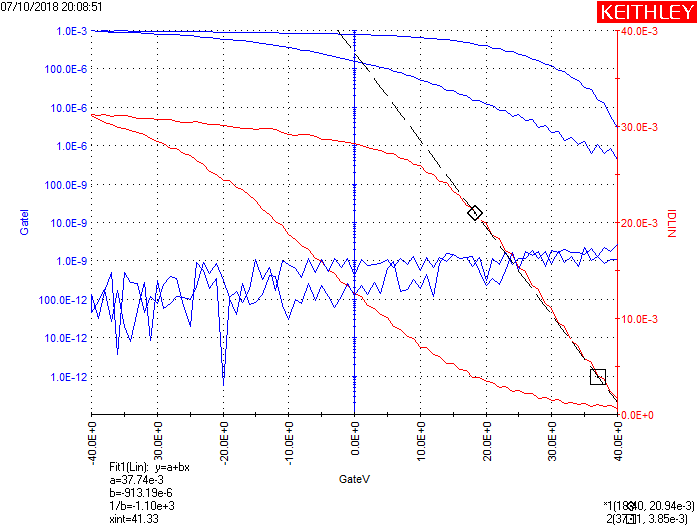 07/10/2018 20:08:51
KEITHLEY
1.0E-3
100.0E-6
10.0E-6
1.0E-6
100.0E-9
10.0E-9
1.0E-9
100.0E-12
10.0E-12
1.0E-12
GateI
40.0E-3
30.0E-3
20.0E-3
10.0E-3
0.0E+0
IDLIN
-40.0E+0
-30.0E+0
-20.0E+0
-10.0E+0
0.0E+0
10.0E+0
20.0E+0
30.0E+0
40.0E+0
GateV
Fit1(Lin): y=a+bx
a=37.74e-3
b=-913.19e-6
1/b=-1.10e+3
xint=41.33
*1(18.40, 20.94e-3)
3.85e-3)